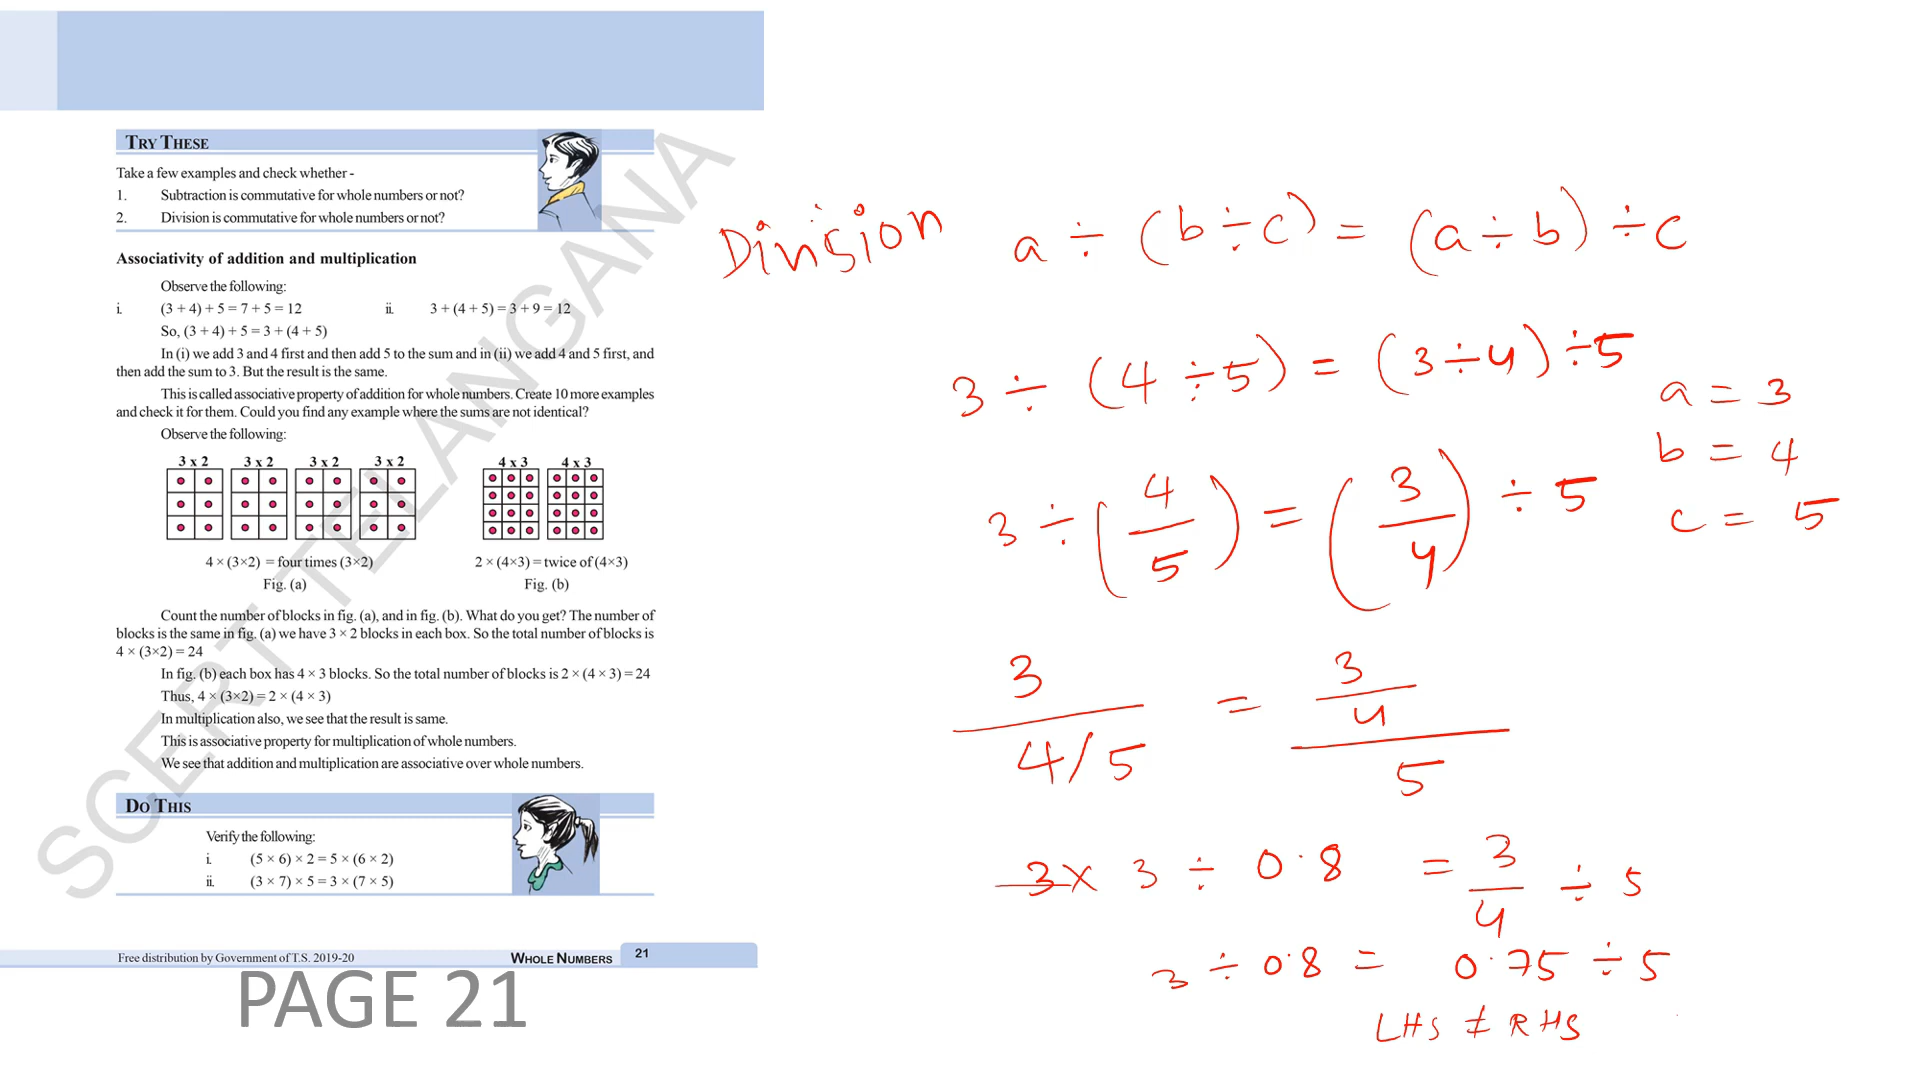 TRY THESE
Take a few examples and check whether -
1. Subtraction is commutative for whole numbers or not?
2. Division is commutative for whole numbers or not?
Associativity of addition and multiplication
Observe the following:
i. (3 + 4) + 5 = 7 + 5 = 12 ii. 3 + (4 + 5) = 3 + 9 = 12
So, (3 + 4) + 5 = 3 + (4 + 5)
In (i) we add 3 and 4 first and then add 5 to the sum and in (ii) we add 4 and 5 first, and
then add the sum to 3. But the result is the same.
This is called associative property of addition for whole numbers. Create 10 more examples
and check it for them. Could you find any example where the sums are not identical?
Observe the following:
3 x 2 3 x 2 3 x 2 3 x 2 4 x 3 4 x 3
4 × (3×2) = four times (3×2) 2 × (4×3) = twice of (4×3)
Fig. (a) Fig. (b)
Count the number of blocks in fig. (a), and in fig. (b). What do you get? The number of
blocks is the same in fig. (a) we have 3 × 2 blocks in each box. So the total number of blocks is
4 × (3×2) = 24
In fig. (b) each box has 4 × 3 blocks. So the total number of blocks is 2 × (4 × 3) = 24
Thus, 4 × (3×2) = 2 × (4 × 3)
In multiplication also, we see that the result is same.
This is associative property for multiplication of whole numbers.
We see that addition and multiplication are associative over whole numbers.
DO THIS
Verify the following:
i. (5 × 6) × 2 = 5 × (6 × 2)
ii. (3 × 7) × 5 = 3 × (7 × 5)
Free distribution by Government of T.S. 2019-20 WHOLE NUMBERS 21
PAGE 21
SCERT TELANGANA
Division a ÷ (b ÷ c) = (a ÷ b) ÷ c
3 ÷ (4 ÷ 5) = (3 ÷ 4) ÷ 5
a = 3
b = 4
c = 5
3 ÷ (4/5) = (3/4) ÷ 5
3 / 4/5 = 3/4 / 5
3 × 3 ÷ 0.8 = 3/4 ÷ 5
3 ÷ 0.8 = 0.75 ÷ 5
LHS ≠ RHS